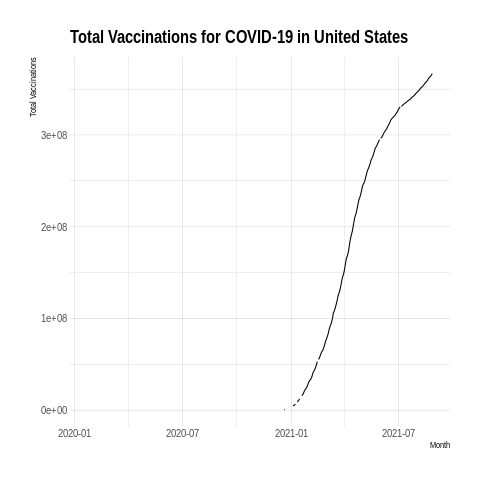 Total Vaccinations for COVID-19 in United States
Total Vaccinations
3e+08
2e+08
1e+08
0e+00
2020-01 2020-07 2021-01 2021-07
Month